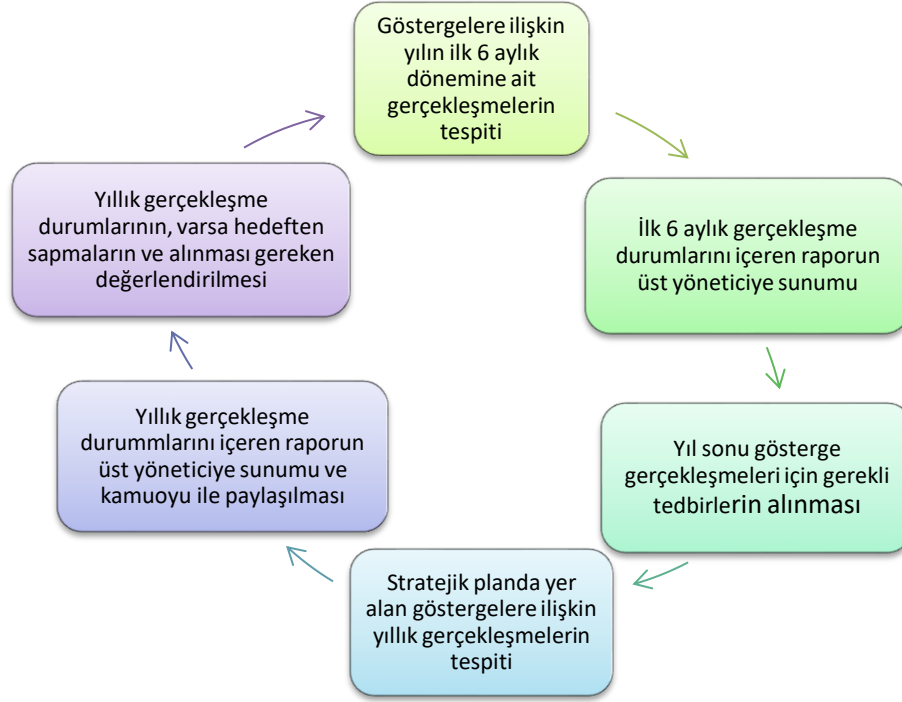 Göstergelere ilişkin
yılın ilk 6 aylık
dönemine ait
gerçekleşmelerin
tespiti
İlk 6 aylık gerçekleşme
durumlarını içeren raporun
üst yöneticiye sunumu
Yıl sonu gösterge
gerçekleşmeleri için gerekli
tedbirlerin alınması
Stratejik planda yer
alan göstergelere ilişkin
yıllık gerçekleşmelerin
tespiti
Yıllık gerçekleşme
durummlarını içeren raporun
üst yöneticiye sunumu ve
kamuoyu ile paylaşılması
Yıllık gerçekleşme
durumlarının, varsa hedeften
sapmaların ve alınması gereken
değerlendirilmesi